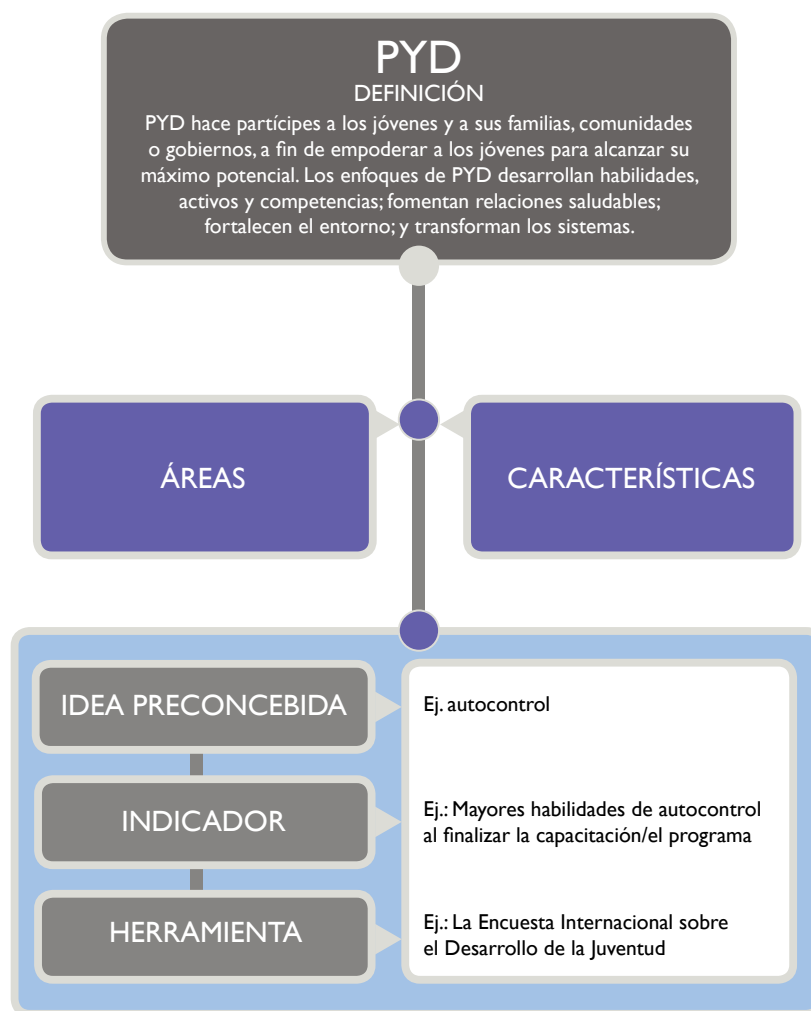 PYD
DEFINICIÓN
PYD hace partícipes a los jóvenes y a sus familias, comunidades
o gobiernos, a fin de empoderar a los jóvenes para alcanzar su
máximo potencial. Los enfoques de PYD desarrollan habilidades,
activos y competencias; fomentan relaciones saludables;
fortalecen el entorno; y transforman los sistemas.
ÁREAS
CARACTERÍSTICAS
IDEA PRECONCEBIDA
Ej. autocontrol
INDICADOR
Ej.: Mayores habilidades de autocontrol
al finalizar la capacitación/el programa
HERRAMIENTA
Ej.: La Encuesta Internacional sobre
el Desarrollo de la Juventud